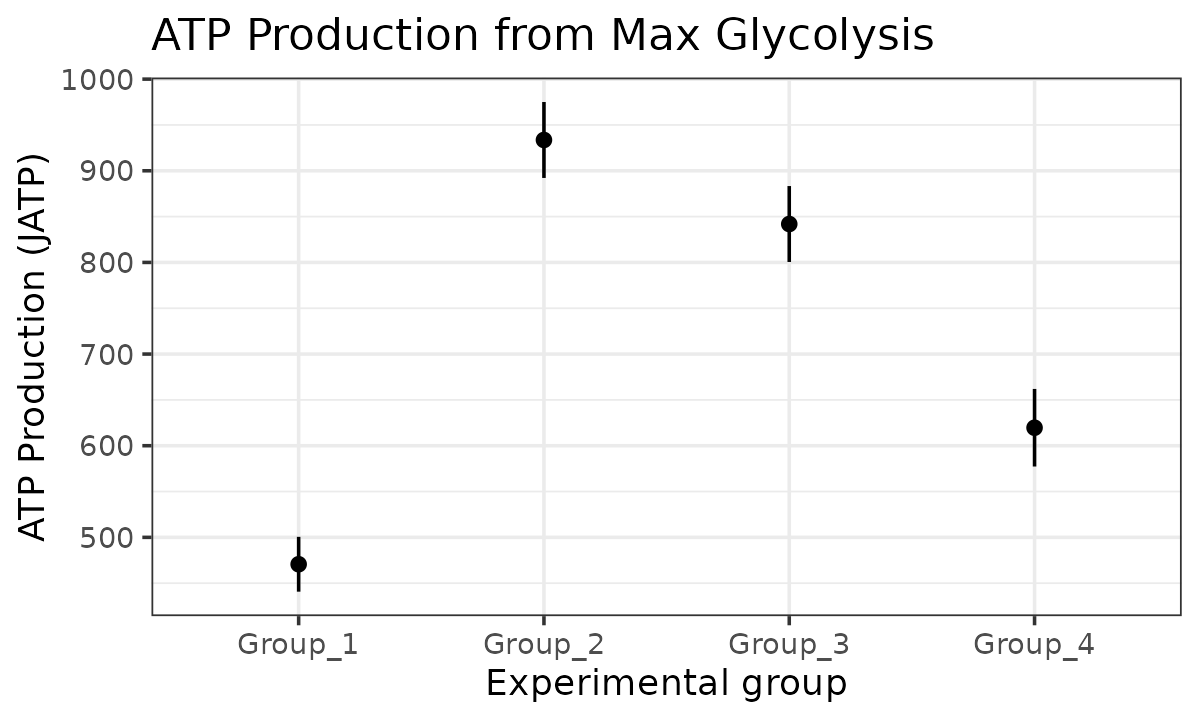 ATP Production from Max Glycolysis
ATP Production (JATP)
1000
900
800
700
600
500
Group_1 Group_2 Group_3 Group_4
Experimental group